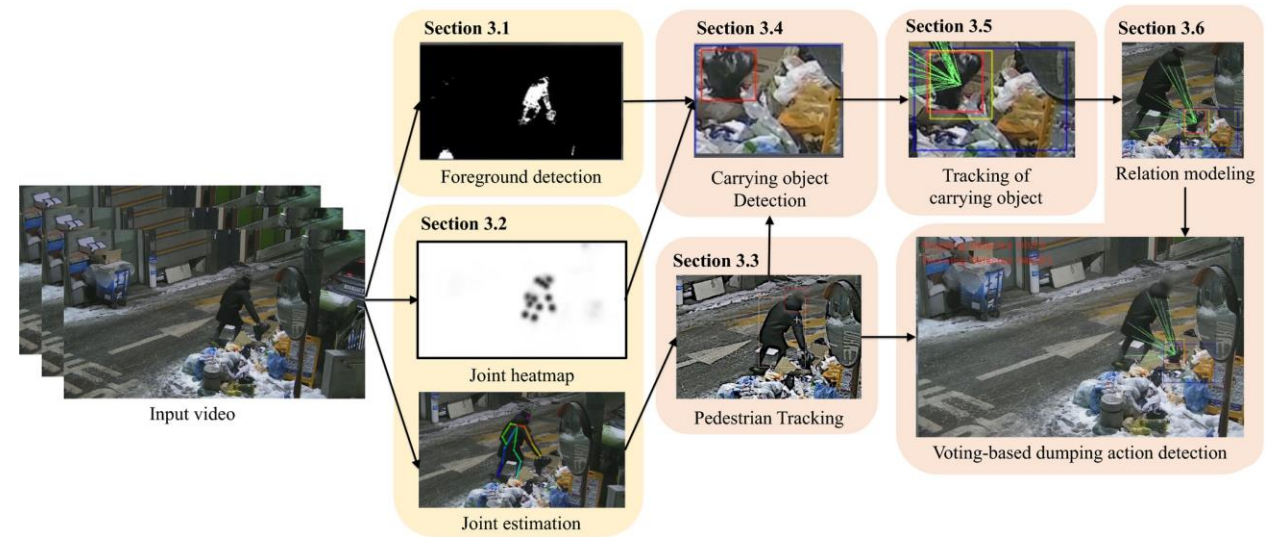 Section 3.1
Foreground detection
Section 3.2
Joint heatmap
Joint estimation
Input video
Section 3.4
Carrying object
Detection
Section 3.3
Pedestrian Tracking
Section 3.5
Tracking of
carrying object
Section 3.6
Relation modeling
Voting-based dumping action detection